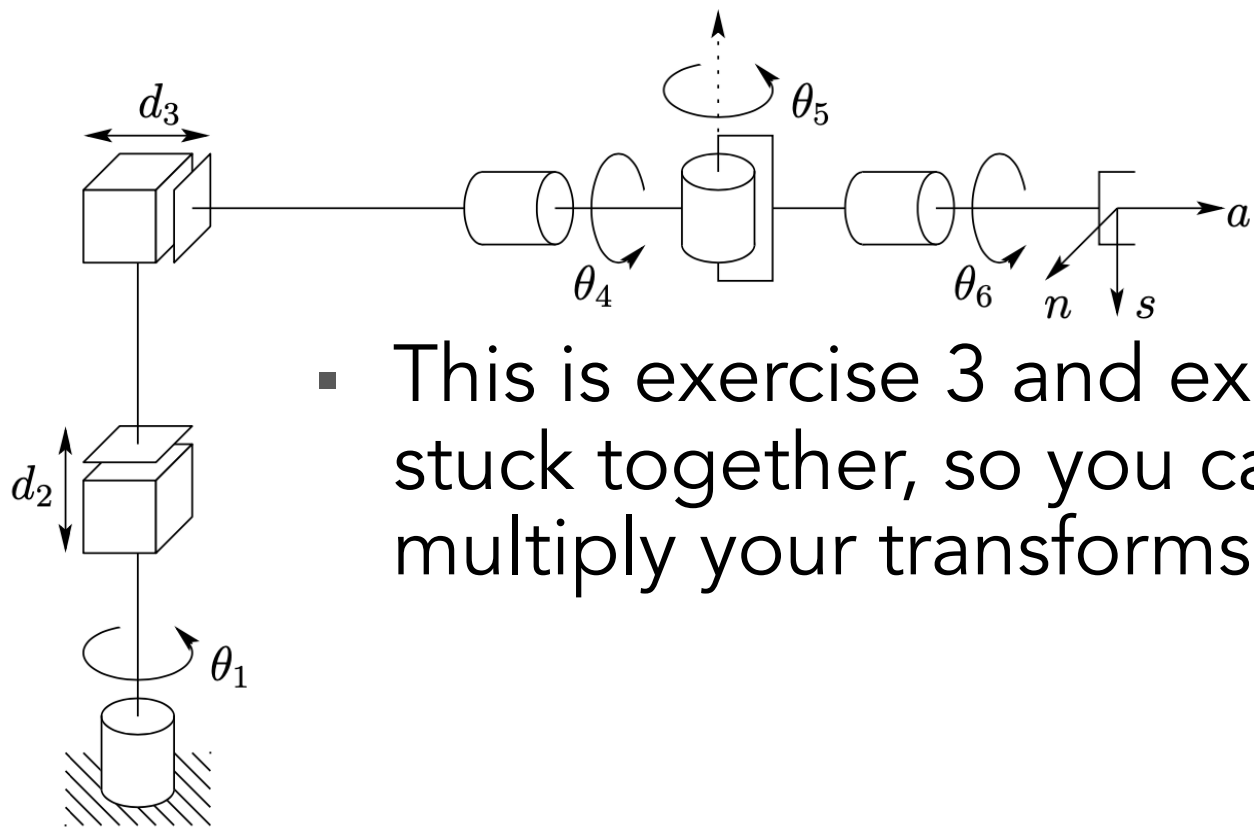 d₃
θ₅
a
θ₄
θ₆
n
s
▪ This is exercise 3 and ex
stuck together, so you ca
multiply your transforms
d₂
θ₁